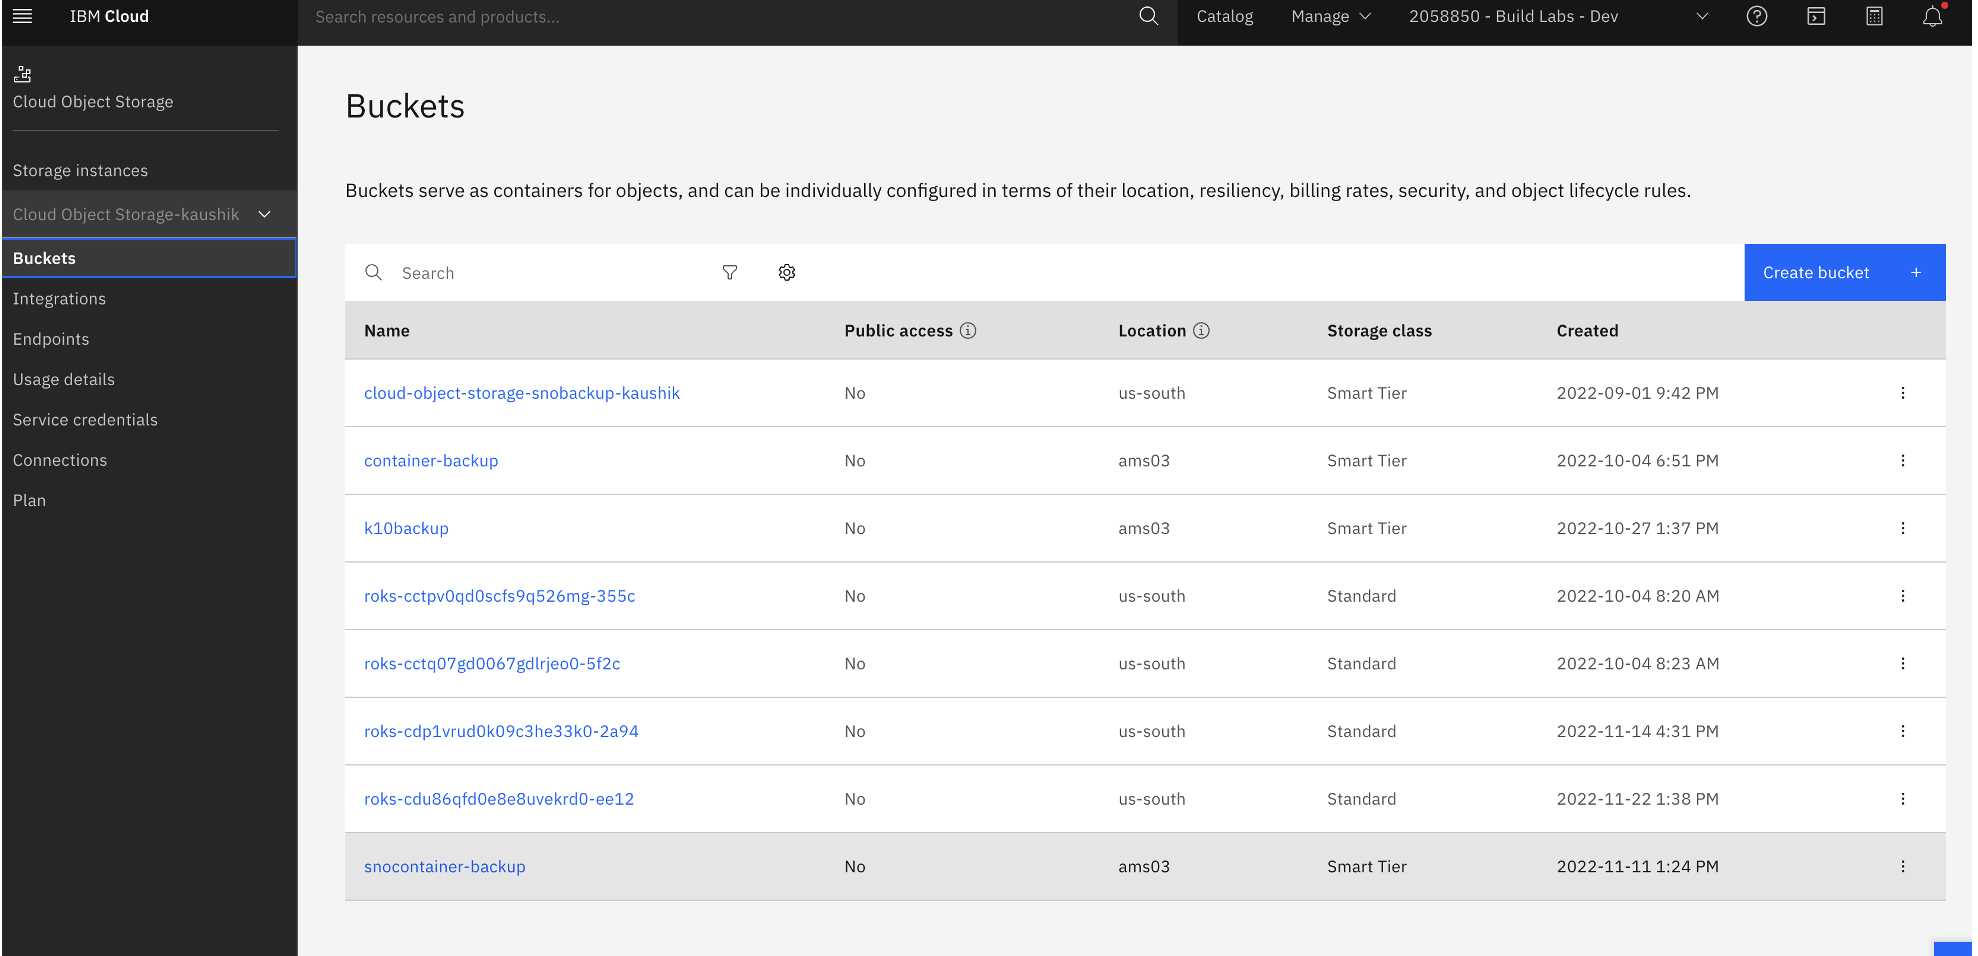 IBM Cloud
Search resources and products...
Catalog
Manage
2058850 - Build Labs - Dev
Cloud Object Storage
Storage instances
Cloud Object Storage-kaushik
Buckets
Integrations
Endpoints
Usage details
Service credentials
Connections
Plan
Buckets
Buckets serve as containers for objects, and can be individually configured in terms of their location, resiliency, billing rates, security, and object lifecycle rules.
Search
Create bucket +
Name Public access Location Storage class Created
cloud-object-storage-snobackup-kaushik No us-south Smart Tier 2022-09-01 9:42 PM
container-backup No ams03 Smart Tier 2022-10-04 6:51 PM
k10backup No ams03 Smart Tier 2022-10-27 1:37 PM
roks-cctpv0qd0scfs9q526mg-355c No us-south Standard 2022-10-04 8:20 AM
roks-cctq07gd0067gdlrjeo0-5f2c No us-south Standard 2022-10-04 8:23 AM
roks-cdp1vrud0k09c3he33k0-2a94 No us-south Standard 2022-11-14 4:31 PM
roks-cdu86qfd0e8e8uvekrd0-ee12 No us-south Standard 2022-11-22 1:38 PM
snocontainer-backup No ams03 Smart Tier 2022-11-11 1:24 PM